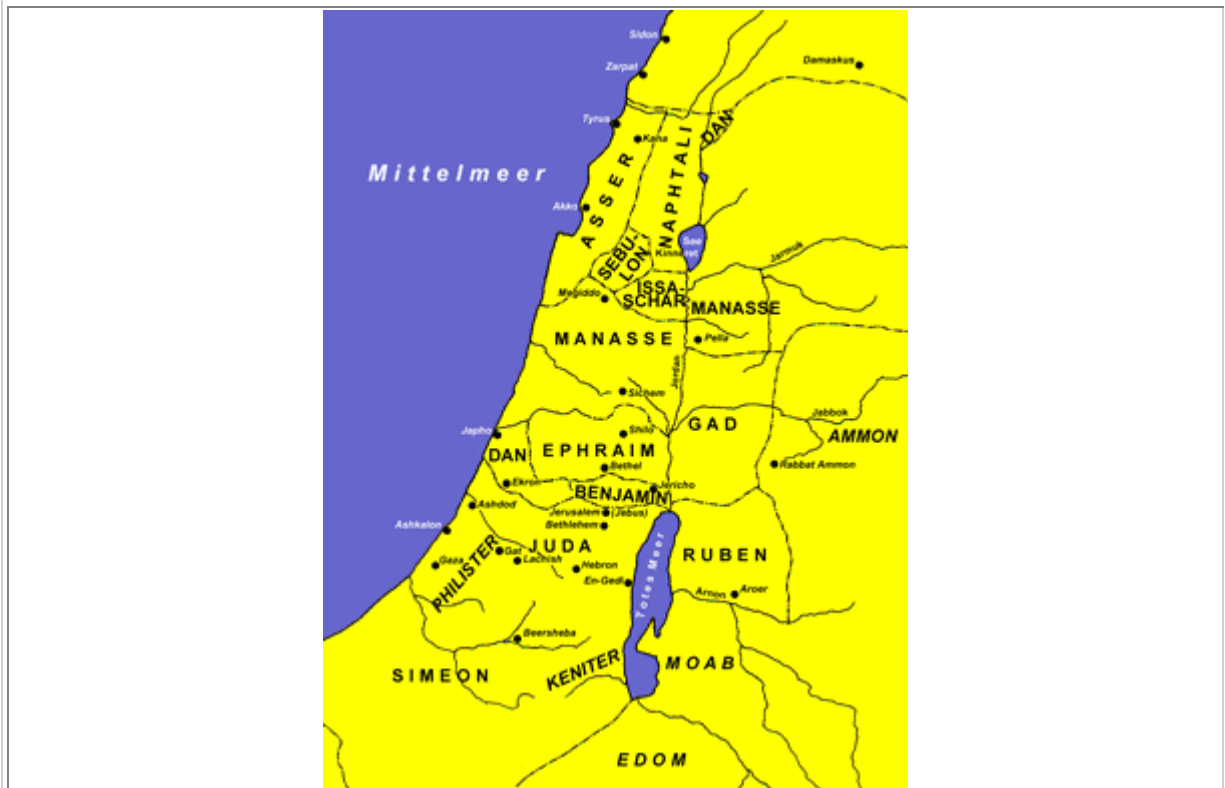 Sidon
Damaskus
Zarpat
Tyrus
Kana
DAN
NAPHTALI
ASSER
Mittelmeer
Akko
See
Kinneret
SEBU-
LON
Jarmuk
ISSA-
SCHAR
Megiddo
MANASSE
MANASSE
Pella
Jordan
Sichem
Jabbok
GAD
Japho
Shilo
AMMON
DAN
EPHRAIM
Bethel
Rabbat Ammon
Ekron
BENJAMIN
Jericho
Ashdod
Jerusalem (Jebus)
Ashkalon
Bethlehem
JUDA
RUBEN
Gat
Lachish
Gaza
PHILISTER
Hebron
En-Gedi
Totes Meer
Arnon
Aroer
Beersheba
SIMEON
KENITER
MOAB
EDOM